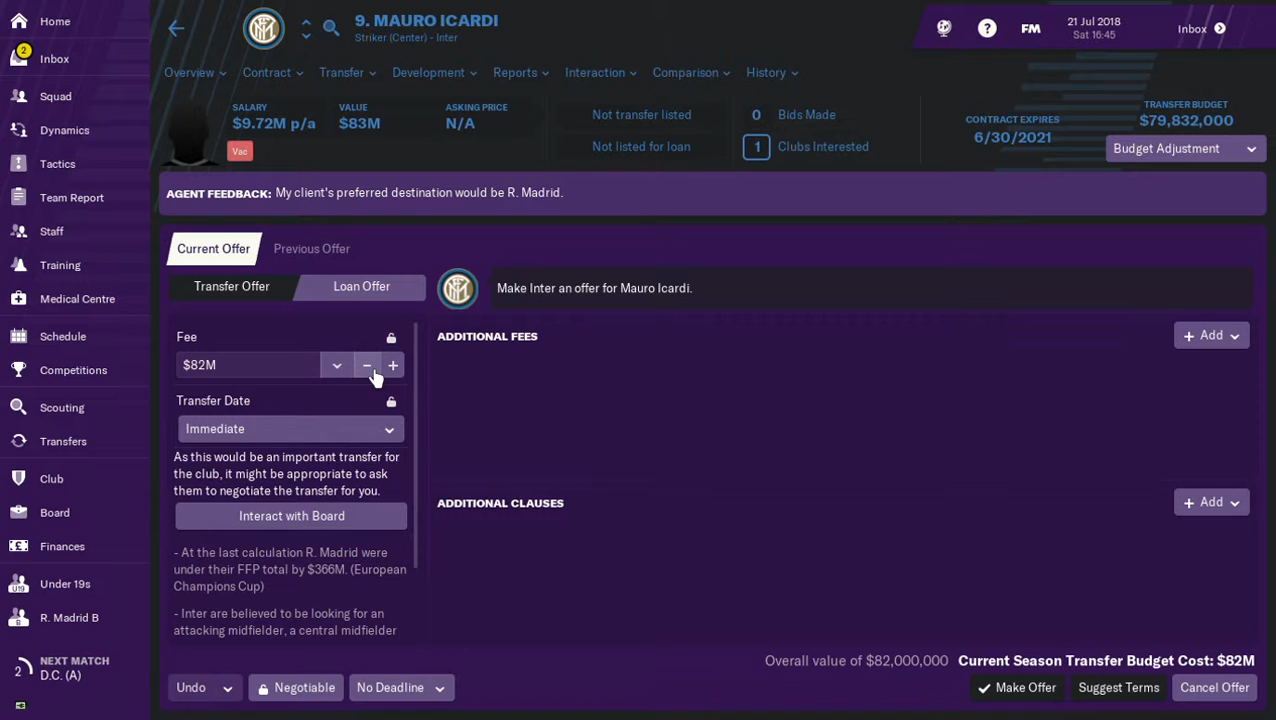 Home
2
Inbox
Squad
Dynamics
Tactics
Team Report
Staff
Training
Medical Centre
Schedule
Competitions
Scouting
Transfers
Club
Board
Finances
U19
Under 19s
B
R. Madrid B
2
NEXT MATCH
D.C. (A)
9. MAURO ICARDI
Striker (Center) - Inter
?
FM
21 Jul 2018
Sat 16:45
Inbox
Overview
Contract
Transfer
Development
Reports
Interaction
Comparison
History
SALARY
$9.72M p/a
VALUE
$83M
ASKING PRICE
N/A
Vac
Not transfer listed
Not listed for loan
0 Bids Made
1 Clubs Interested
CONTRACT EXPIRES
6/30/2021
TRANSFER BUDGET
$79,832,000
Budget Adjustment
AGENT FEEDBACK: My client's preferred destination would be R. Madrid.
Current Offer
Previous Offer
Transfer Offer
Loan Offer
Make Inter an offer for Mauro Icardi.
Fee
$82M
Transfer Date
Immediate
As this would be an important transfer for
the club, it might be appropriate to ask
them to negotiate the transfer for you.
Interact with Board
- At the last calculation R. Madrid were
under their FFP total by $366M. (European
Champions Cup)
- Inter are believed to be looking for an
attacking midfielder, a central midfielder
ADDITIONAL FEES
+ Add
ADDITIONAL CLAUSES
+ Add
Overall value of $82,000,000 Current Season Transfer Budget Cost: $82M
Undo
Negotiable
No Deadline
Make Offer
Suggest Terms
Cancel Offer